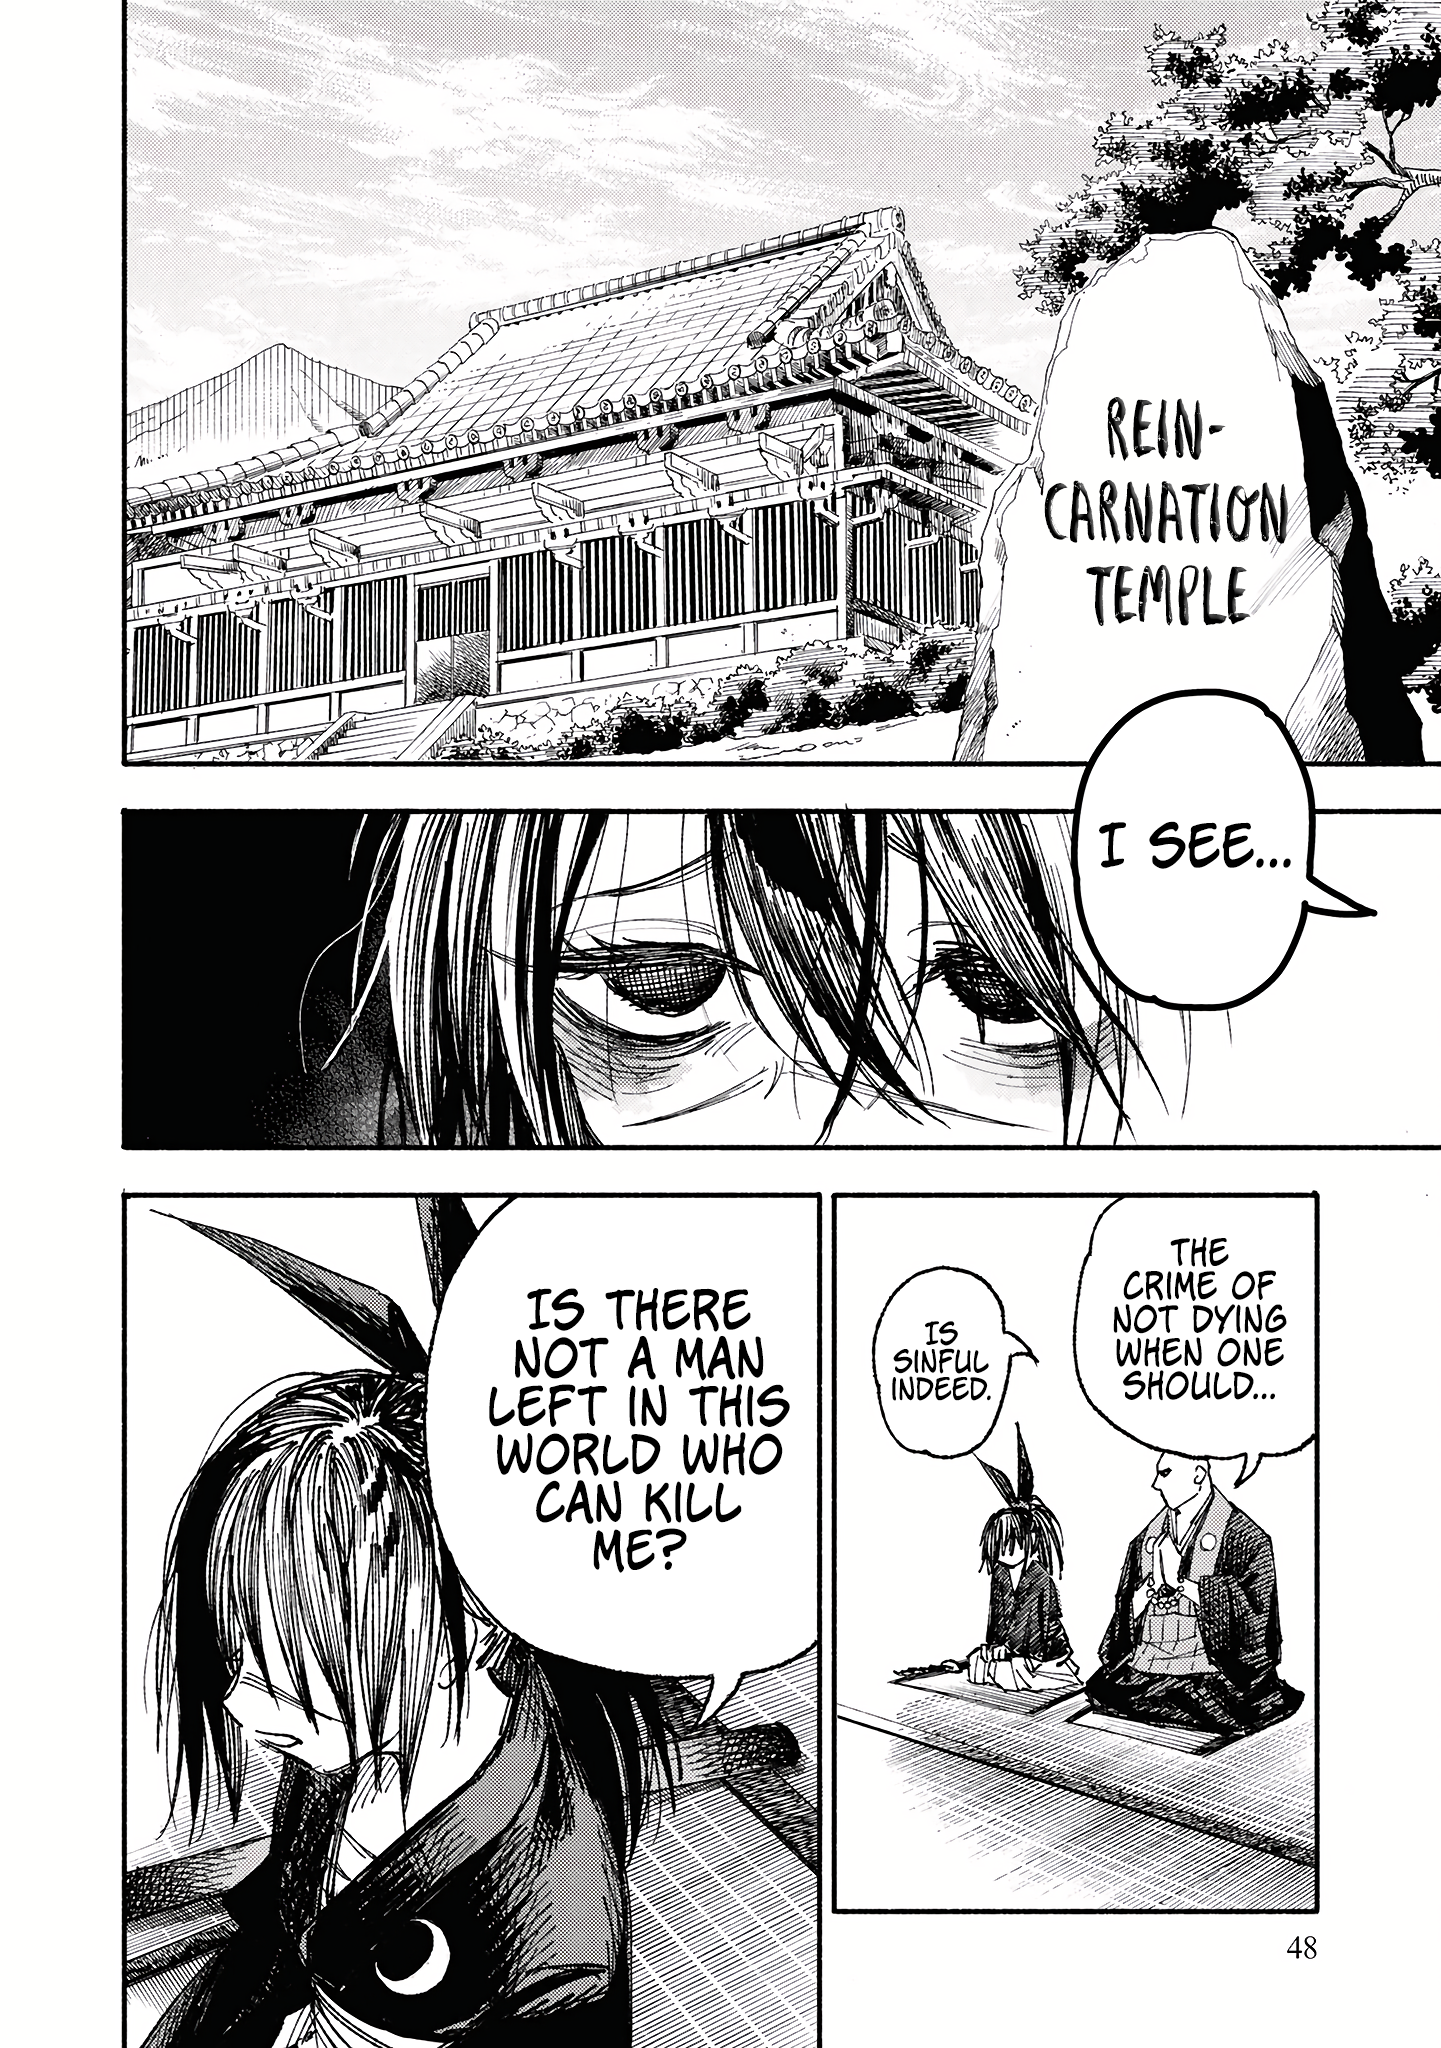 REIN-
CARNATION
TEMPLE
I SEE...
THE
CRIME OF
NOT DYING
WHEN ONE
SHOULD...
IS
SINFUL
INDEED.
IS THERE
NOT A MAN
LEFT IN THIS
WORLD WHO
CAN KILL
ME?
48